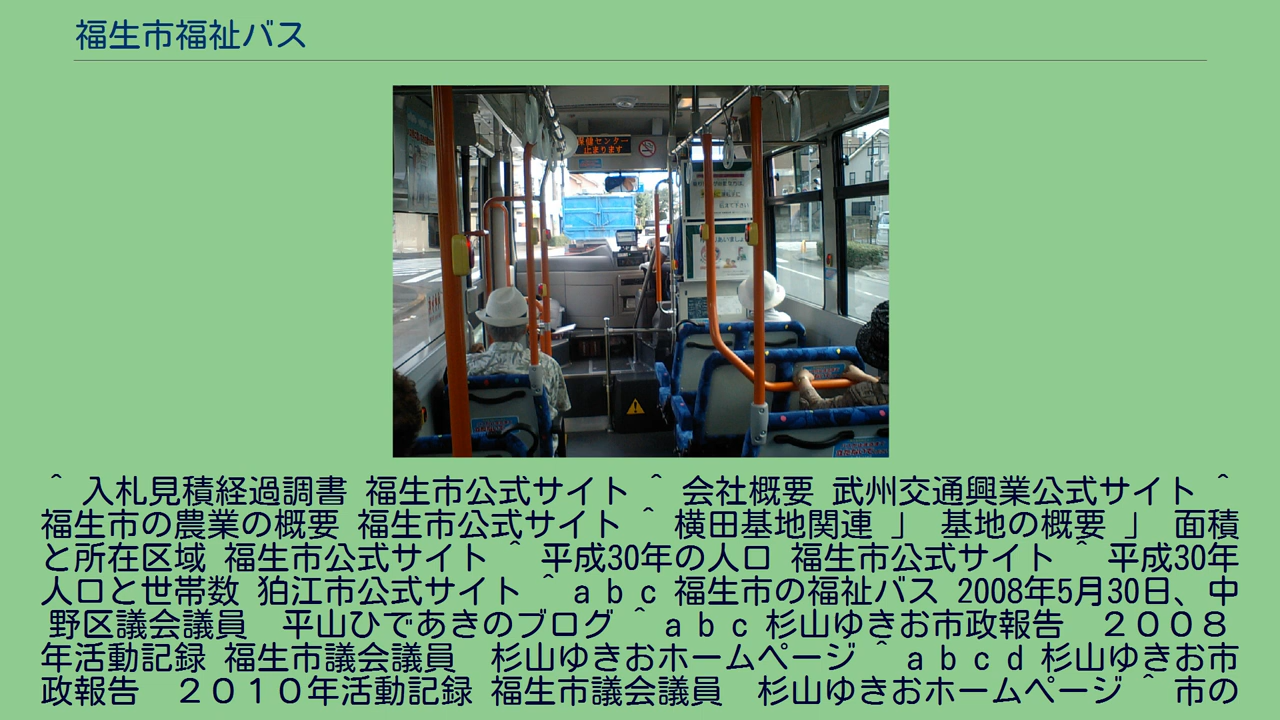 福生市福祉バス
保健センター
止まります
＾ 入札見積経過調書 福生市公式サイト ＾ 会社概要 武州交通興業公式サイト ＾
福生市の農業の概要 福生市公式サイト ＾ 横田基地関連 」 基地の概要 」 面積
と所在区域 福生市公式サイト ＾ 平成30年の人口 福生市公式サイト ＾ 平成30年
人口と世帯数 狛江市公式サイト ＾ ａ ｂ ｃ 福生市の福祉バス 2008年5月30日、中
野区議会議員　平山ひであきのブログ ＾ ａ ｂ ｃ 杉山ゆきお市政報告　２００８
年活動記録 福生市議会議員　杉山ゆきおホームページ ＾ ａ ｂ ｃ ｄ 杉山ゆきお市
政報告　２０１０年活動記録 福生市議会議員　杉山ゆきおホームページ ＾ 市の